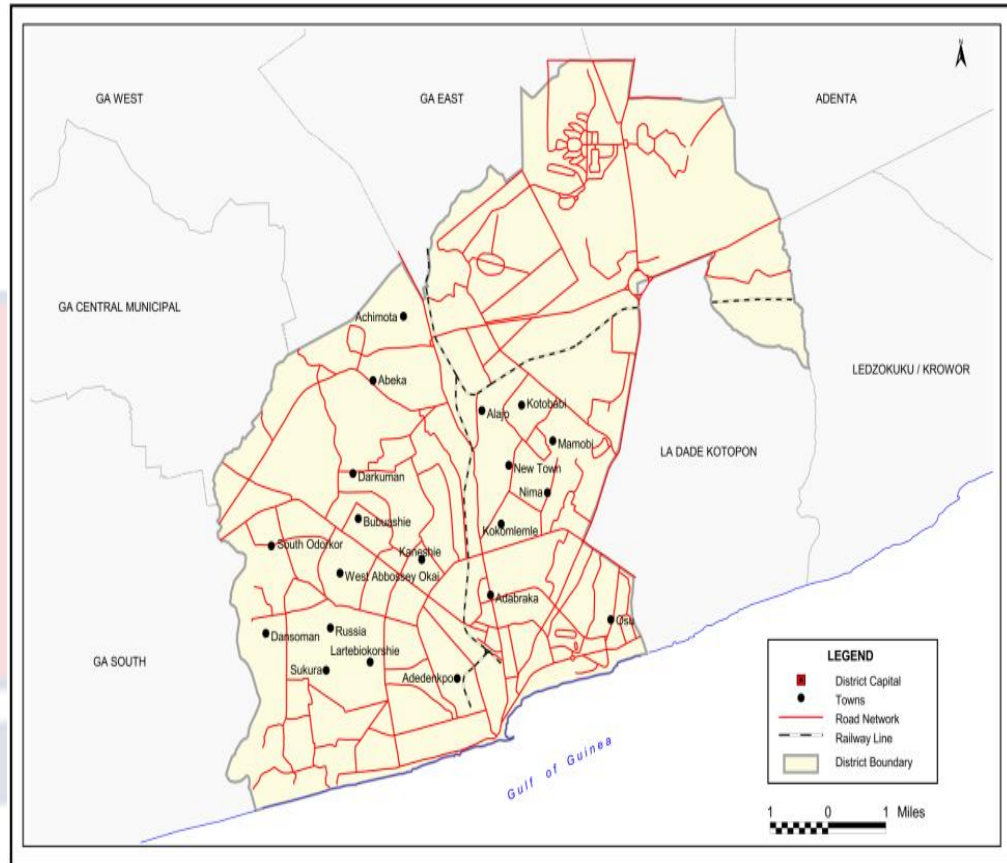 N
GA WEST
GA EAST
ADENTA
GA CENTRAL MUNICIPAL
Achimota
LEDZOKUKU / KROWOR
Abeka
Alajo
Kotobabi
Mamobi
LA DADE KOTOPON
New Town
Darkuman
Nima
Bubuashie
Kokomlemle
South Odorkor
Kaneshie
West Abbossey Okai
Adabraka
Osu
Dansoman
Russia
Lartebiokorshie
GA SOUTH
Sukura
Adedenkpo
LEGEND
District Capital
Towns
Road Network
Railway Line
District Boundary
Gulf of Guinea
1 0 1 Miles